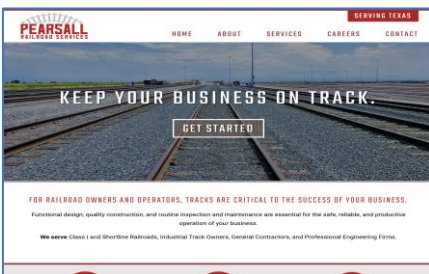 SERVING TEXAS
PEARSALL
RAILROAD SERVICES
HOME ABOUT SERVICES CAREERS CONTACT
KEEP YOUR BUSINESS ON TRACK.
GET STARTED
FOR RAILROAD OWNERS AND OPERATORS, TRACKS ARE CRITICAL TO THE SUCCESS OF YOUR BUSINESS.
Functional design, quality construction, and routine inspection and maintenance are essential for the safe, reliable, and productive
operation of your business.
We serve Class I and Shortline Railroads, Industrial Track Owners, General Contractors, and Professional Engineering Firms.